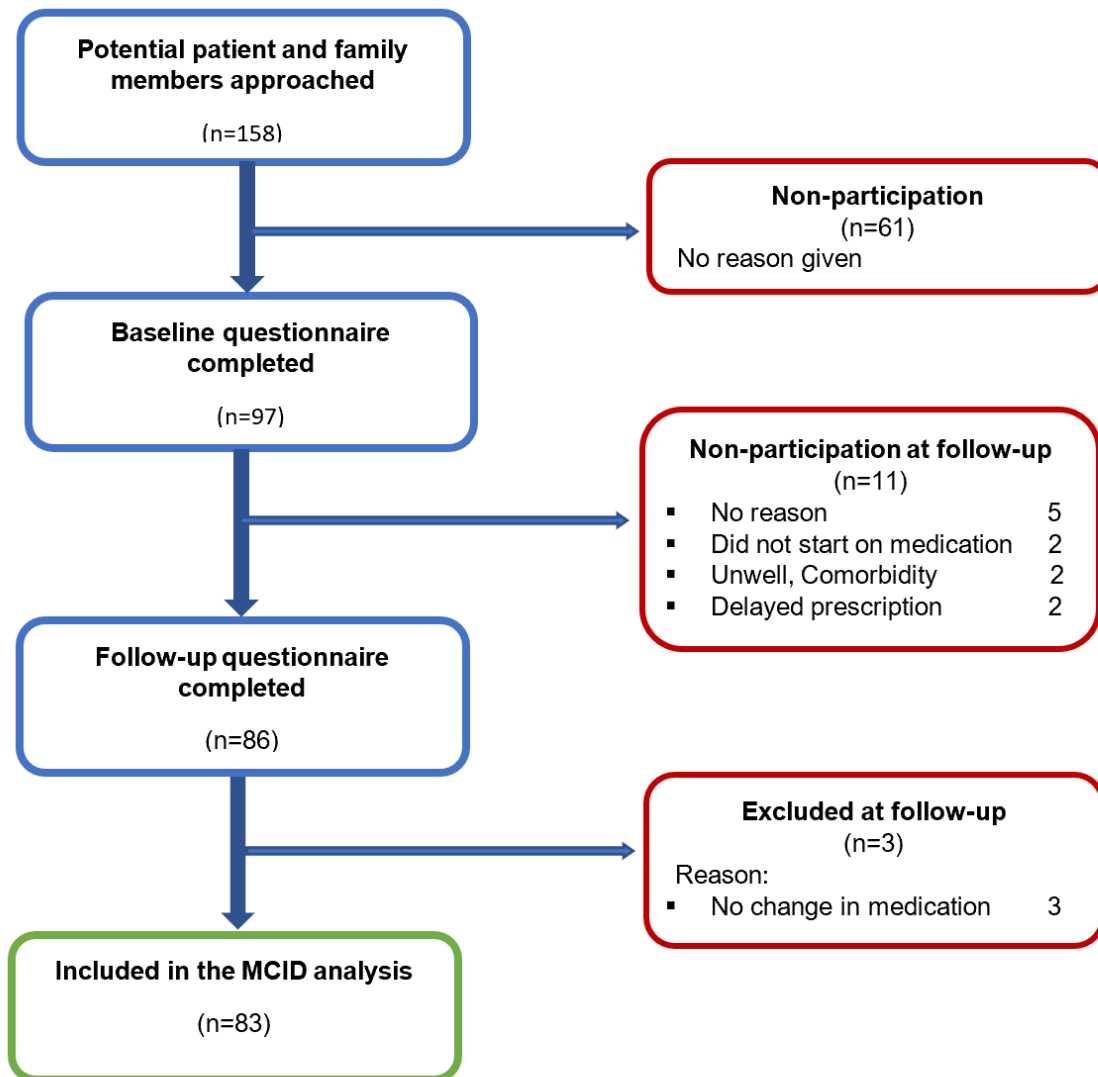 Potential patient and family
members approached
(n=158)
Non-participation
(n=61)
No reason given
Baseline questionnaire
completed
(n=97)
Non-participation at follow-up
(n=11)
▪ No reason 5
▪ Did not start on medication 2
▪ Unwell, Comorbidity 2
▪ Delayed prescription 2
Follow-up questionnaire
completed
(n=86)
Excluded at follow-up
(n=3)
Reason:
▪ No change in medication 3
Included in the MCID analysis
(n=83)